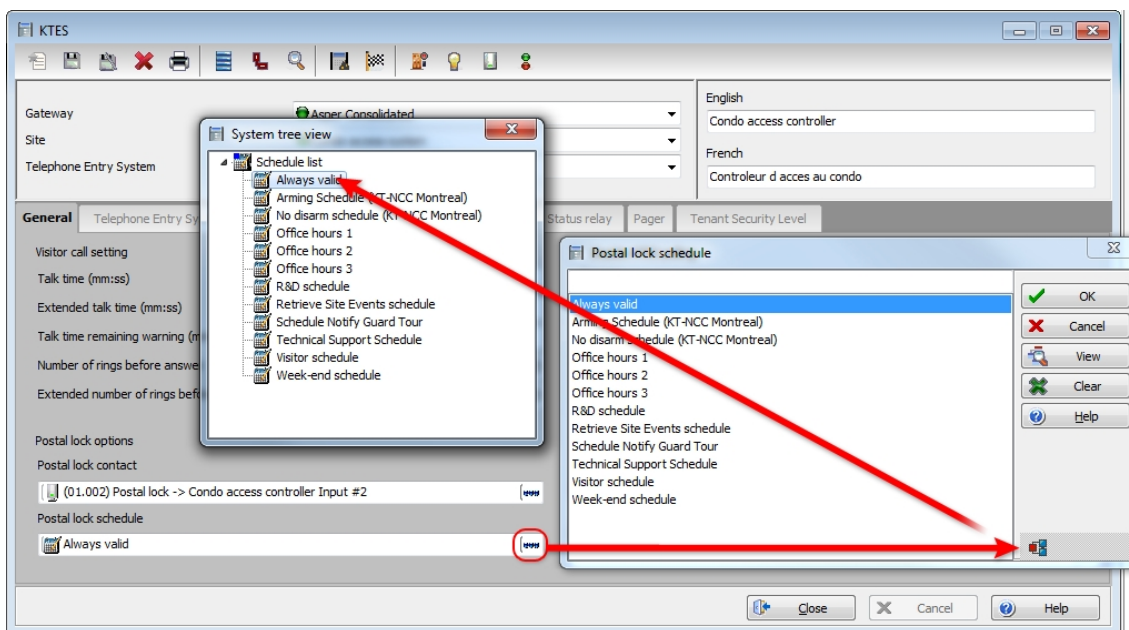 KTES
Gateway
Asper Consolidated
English
Condo access controller
Site
Telephone Entry System
French
Controleur d acces au condo
General
Telephone Entry Sy
Status relay
Pager
Tenant Security Level
Visitor call setting
Talk time (mm:ss)
Extended talk time (mm:ss)
Talk time remaining warning (m
Number of rings before answe
Extended number of rings befo
Postal lock options
Postal lock contact
(01.002) Postal lock -> Condo access controller Input #2
Postal lock schedule
Always valid
System tree view
Schedule list
Always valid
Arming Schedule (KT-NCC Montreal)
No disarm schedule (KT-NCC Montreal)
Office hours 1
Office hours 2
Office hours 3
R&D schedule
Retrieve Site Events schedule
Schedule Notify Guard Tour
Technical Support Schedule
Visitor schedule
Week-end schedule
Postal lock schedule
Always valid
Arming Schedule (KT-NCC Montreal)
No disarm schedule (KT-NCC Montreal)
Office hours 1
Office hours 2
Office hours 3
R&D schedule
Retrieve Site Events schedule
Schedule Notify Guard Tour
Technical Support Schedule
Visitor schedule
Week-end schedule
OK
Cancel
View
Clear
Help
Close
Cancel
Help